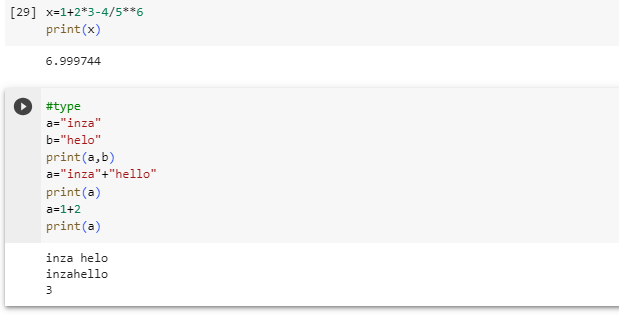 [29] x=1+2*3-4/5**6
print(x)
6.999744
#type
a="inza"
b="helo"
print(a,b)
a="inza"+"hello"
print(a)
a=1+2
print(a)
inza helo
inzahello
3